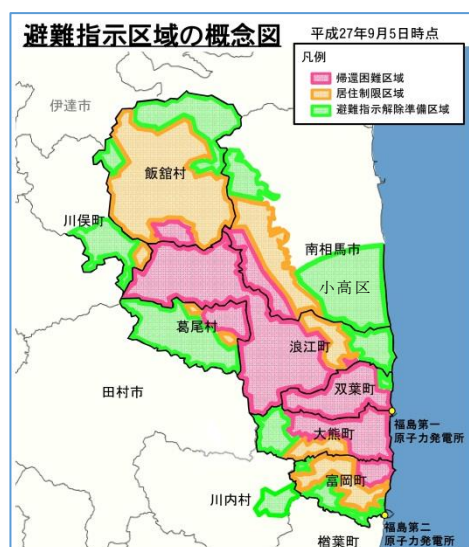 避難指示区域の概念図
平成27年9月5日時点
凡例
帰還困難区域
居住制限区域
避難指示解除準備区域
伊達市
飯舘村
川俣町
南相馬市
小高区
葛尾村
浪江町
田村市
双葉町
福島第一
原子力発電所
大熊町
富岡町
川内村
福島第二
原子力発電所
楢葉町